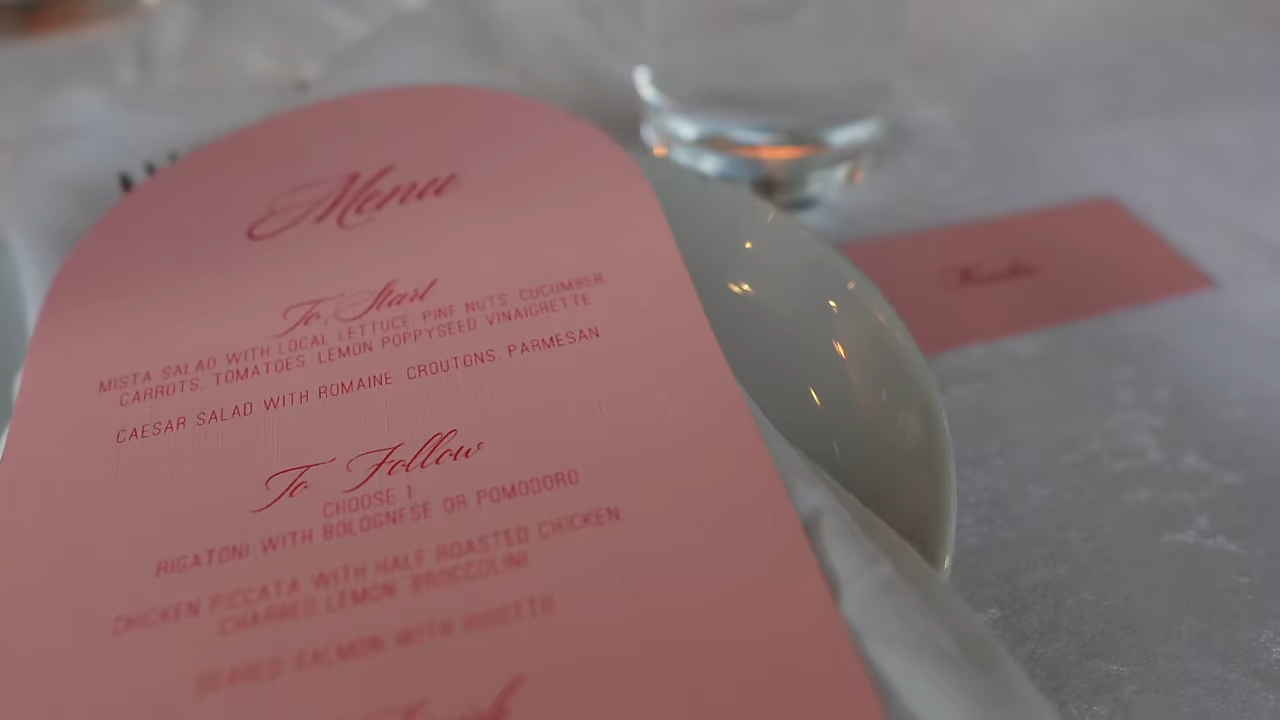 Menu
To Start
MISTA SALAD WITH LOCAL LETTUCE, PINE NUTS, CUCUMBER
CARROTS, TOMATOES, LEMON POPPYSEED VINAIGRETTE
CAESAR SALAD WITH ROMAINE, CROUTONS, PARMESAN
To Follow
CHOOSE 1
RIGATONI WITH BOLOGNESE OR POMODORO
CHICKEN PICCATA WITH HALF ROASTED CHICKEN
CHARRED LEMON, BROCCOLINI
SEARED SALMON WITH RISOTTO